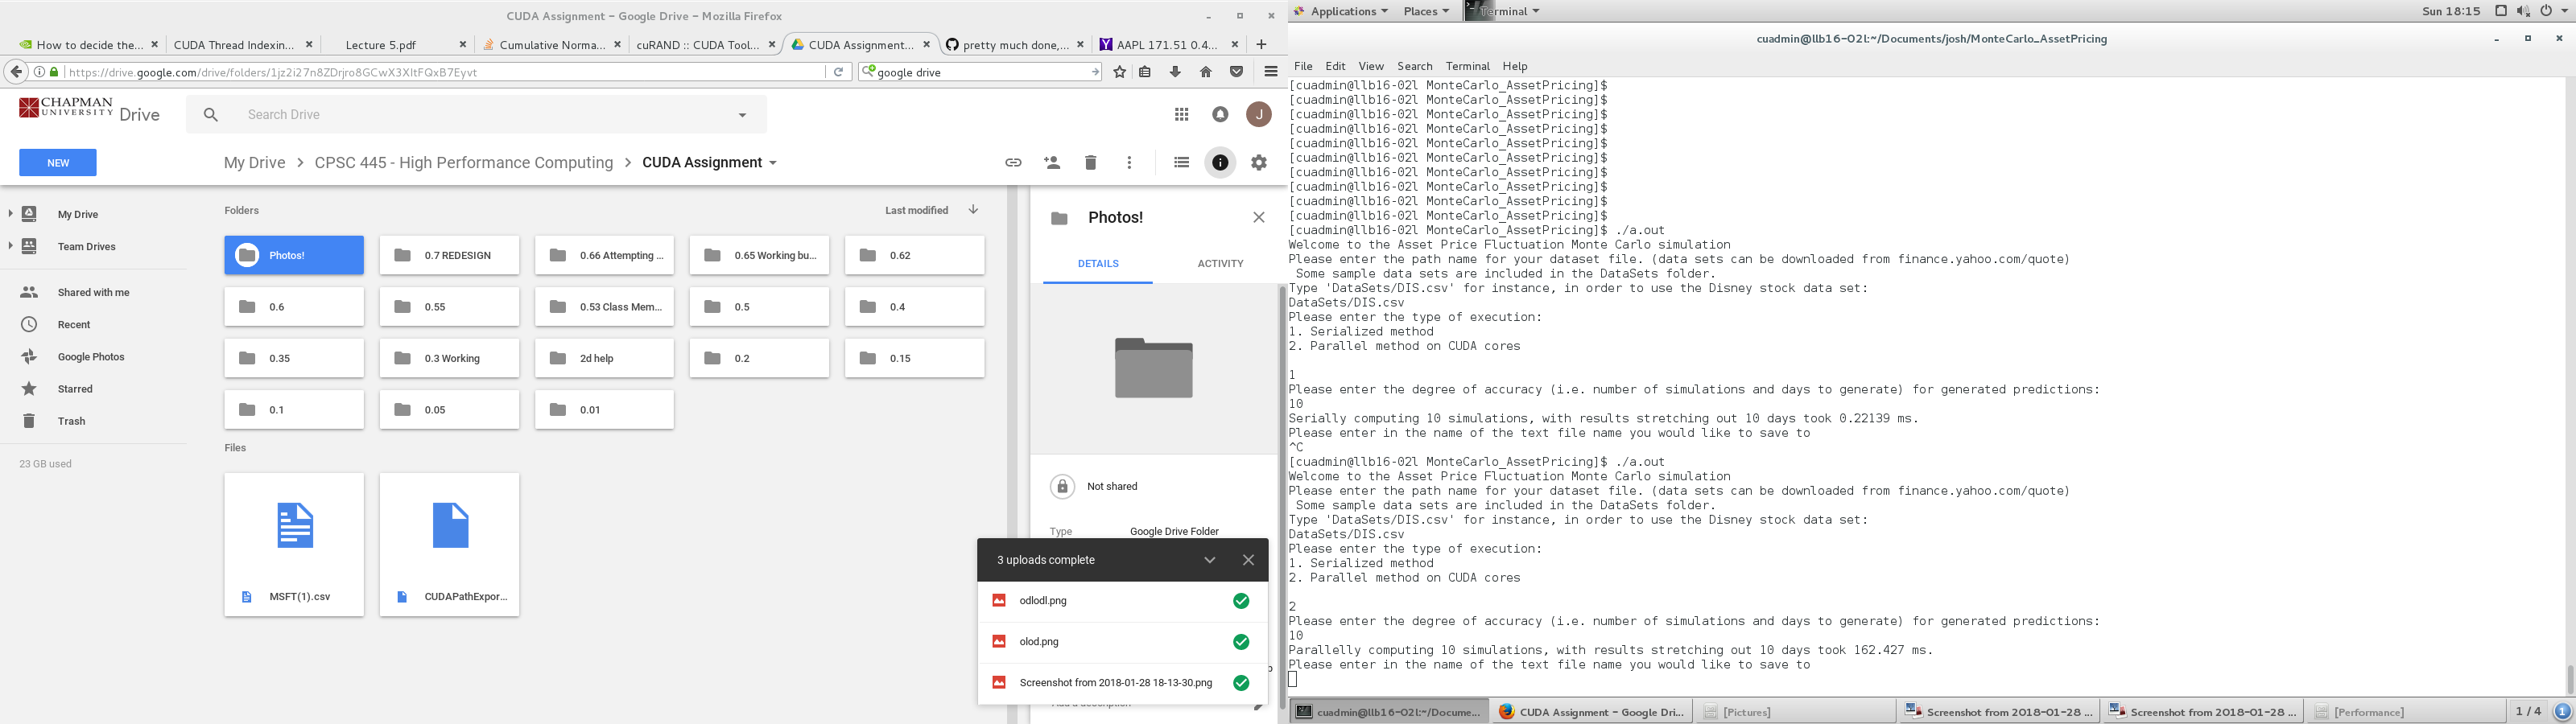 CUDA Assignment – Google Drive – Mozilla Firefox
How to decide the...
CUDA Thread Indexin...
Lecture 5.pdf
Cumulative Norma...
cuRAND :: CUDA Tool...
CUDA Assignment...
pretty much done,...
AAPL 171.51 0.4...
https://drive.google.com/drive/folders/1jz2i27n8ZDrjro8GCwX3XltFQxB7Eyvt
google drive
CHAPMAN UNIVERSITY Drive
Search Drive
J
NEW
My Drive > CPSC 445 - High Performance Computing > CUDA Assignment
My Drive
Team Drives
Shared with me
Recent
Google Photos
Starred
Trash
23 GB used
Folders
Last modified
Photos!
0.7 REDESIGN
0.66 Attempting ...
0.65 Working bu...
0.62
0.6
0.55
0.53 Class Mem...
0.5
0.4
0.35
0.3 Working
2d help
0.2
0.15
0.1
0.05
0.01
Files
MSFT(1).csv
CUDAPathExpor...
Photos!
DETAILS
ACTIVITY
Not shared
Type
Google Drive Folder
3 uploads complete
odlodl.png
olod.png
Screenshot from 2018-01-28 18-13-30.png
Applications
Places
Terminal
Sun 18:15
cuadmin@llb16-02l:~/Documents/josh/MonteCarlo_AssetPricing
File Edit View Search Terminal Help
[cuadmin@llb16-02l MonteCarlo_AssetPricing]$
[cuadmin@llb16-02l MonteCarlo_AssetPricing]$
[cuadmin@llb16-02l MonteCarlo_AssetPricing]$
[cuadmin@llb16-02l MonteCarlo_AssetPricing]$
[cuadmin@llb16-02l MonteCarlo_AssetPricing]$
[cuadmin@llb16-02l MonteCarlo_AssetPricing]$
[cuadmin@llb16-02l MonteCarlo_AssetPricing]$
[cuadmin@llb16-02l MonteCarlo_AssetPricing]$
[cuadmin@llb16-02l MonteCarlo_AssetPricing]$
[cuadmin@llb16-02l MonteCarlo_AssetPricing]$
[cuadmin@llb16-02l MonteCarlo_AssetPricing]$ ./a.out
Welcome to the Asset Price Fluctuation Monte Carlo simulation
Please enter the path name for your dataset file. (data sets can be downloaded from finance.yahoo.com/quote)
Some sample data sets are included in the DataSets folder.
Type 'DataSets/DIS.csv' for instance, in order to use the Disney stock data set:
DataSets/DIS.csv
Please enter the type of execution:
1. Serialized method
2. Parallel method on CUDA cores
1
Please enter the degree of accuracy (i.e. number of simulations and days to generate) for generated predictions:
10
Serially computing 10 simulations, with results stretching out 10 days took 0.22139 ms.
Please enter in the name of the text file name you would like to save to
^C
[cuadmin@llb16-02l MonteCarlo_AssetPricing]$ ./a.out
Welcome to the Asset Price Fluctuation Monte Carlo simulation
Please enter the path name for your dataset file. (data sets can be downloaded from finance.yahoo.com/quote)
Some sample data sets are included in the DataSets folder.
Type 'DataSets/DIS.csv' for instance, in order to use the Disney stock data set:
DataSets/DIS.csv
Please enter the type of execution:
1. Serialized method
2. Parallel method on CUDA cores
2
Please enter the degree of accuracy (i.e. number of simulations and days to generate) for generated predictions:
10
Parallelly computing 10 simulations, with results stretching out 10 days took 162.427 ms.
Please enter in the name of the text file name you would like to save to
cuadmin@llb16-02l:~/Docume...
CUDA Assignment – Google Dri...
[Pictures]
Screenshot from 2018-01-28 ...
Screenshot from 2018-01-28 ...
[Performance]
1 / 4
1